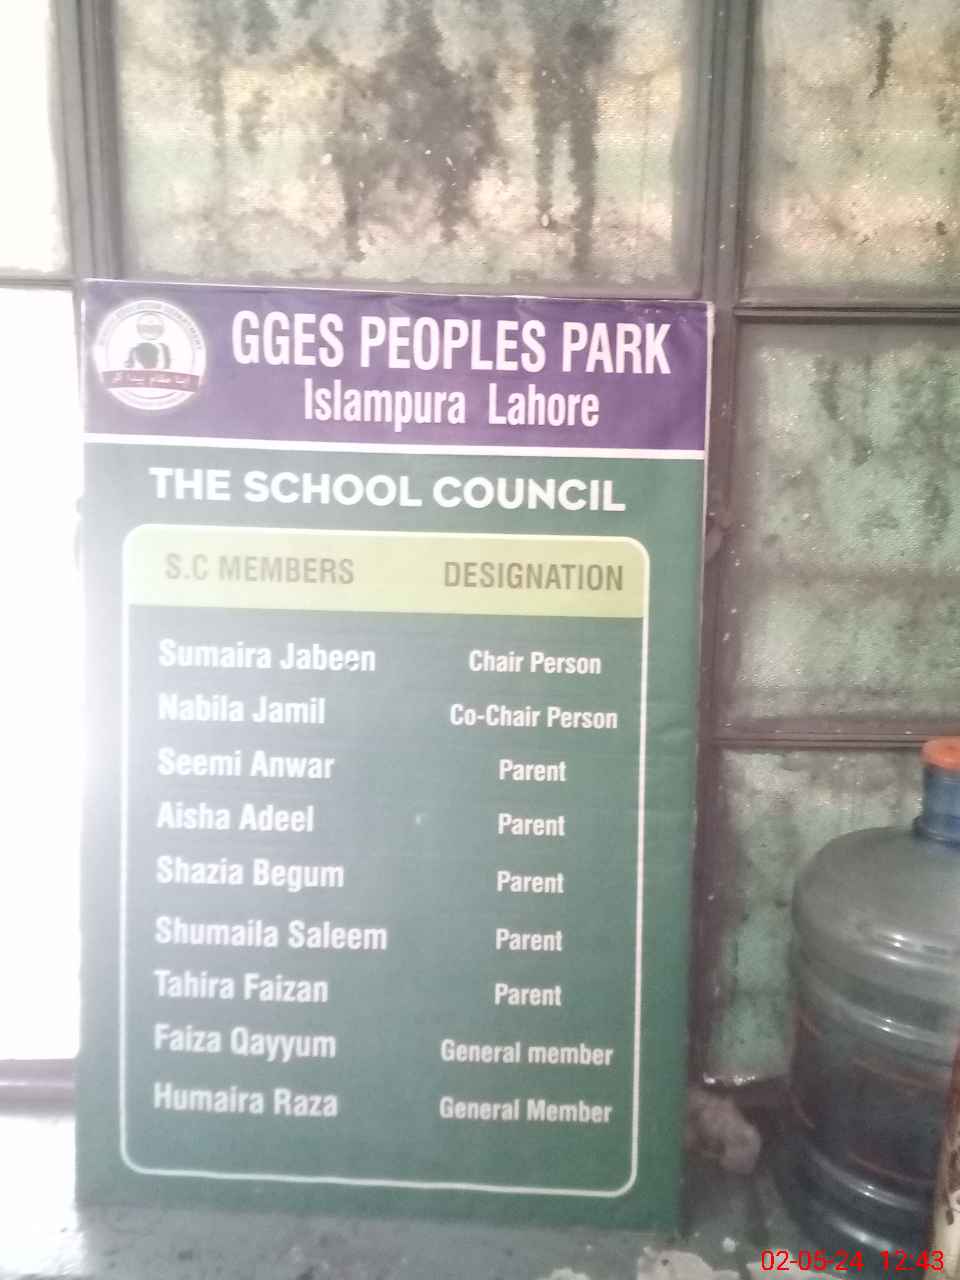 GGES PEOPLES PARK
Islampura Lahore
THE SCHOOL COUNCIL
S.C MEMBERS DESIGNATION
Sumaira Jabeen Chair Person
Nabila Jamil Co-Chair Person
Seemi Anwar Parent
Aisha Adeel Parent
Shazia Begum Parent
Shumaila Saleem Parent
Tahira Faizan Parent
Faiza Qayyum General member
Humaira Raza General Member
02-05-24 12:43